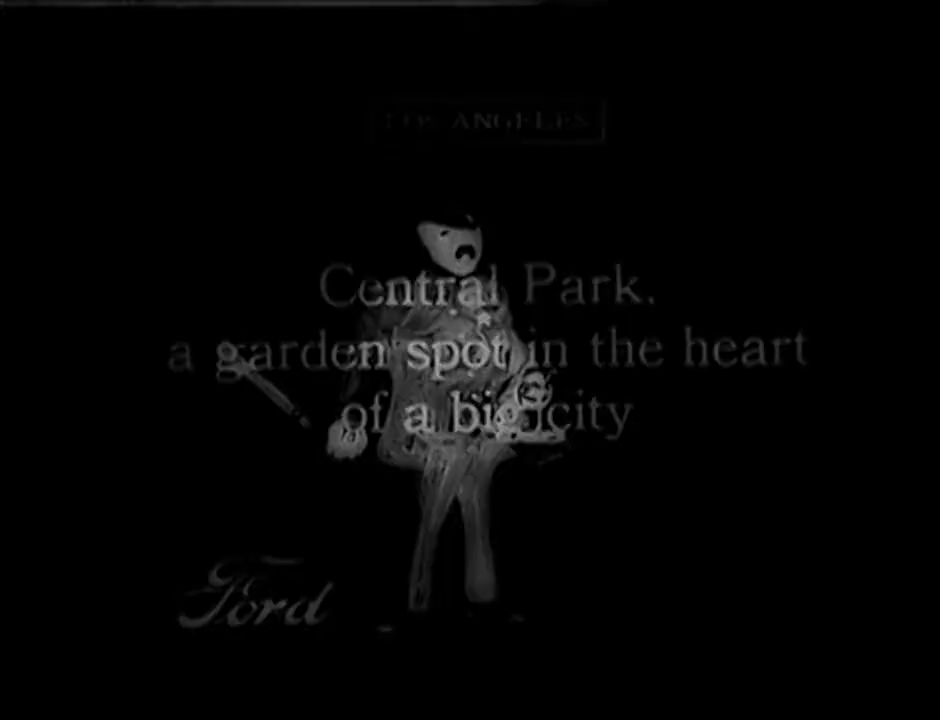 LOS ANGELES
Central Park,
a garden spot in the heart
of a big city
Ford